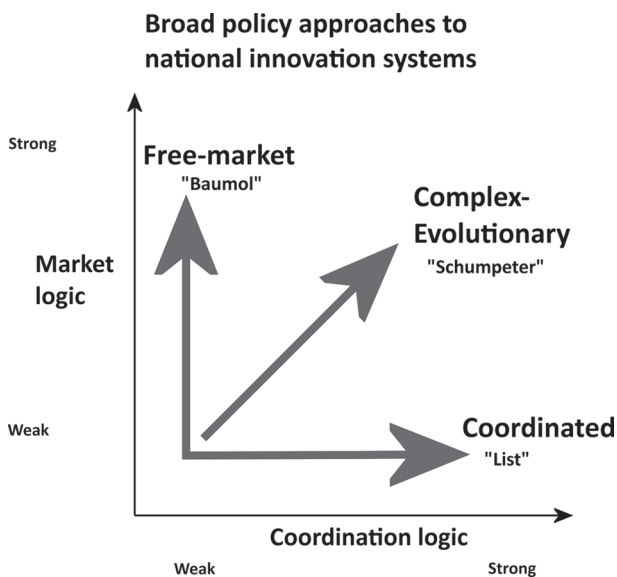 Broad policy approaches to
national innovation systems
Strong
Free-market
"Baumol"
Complex-
Evolutionary
"Schumpeter"
Market
logic
Weak
Coordinated
"List"
Coordination logic
Weak
Strong